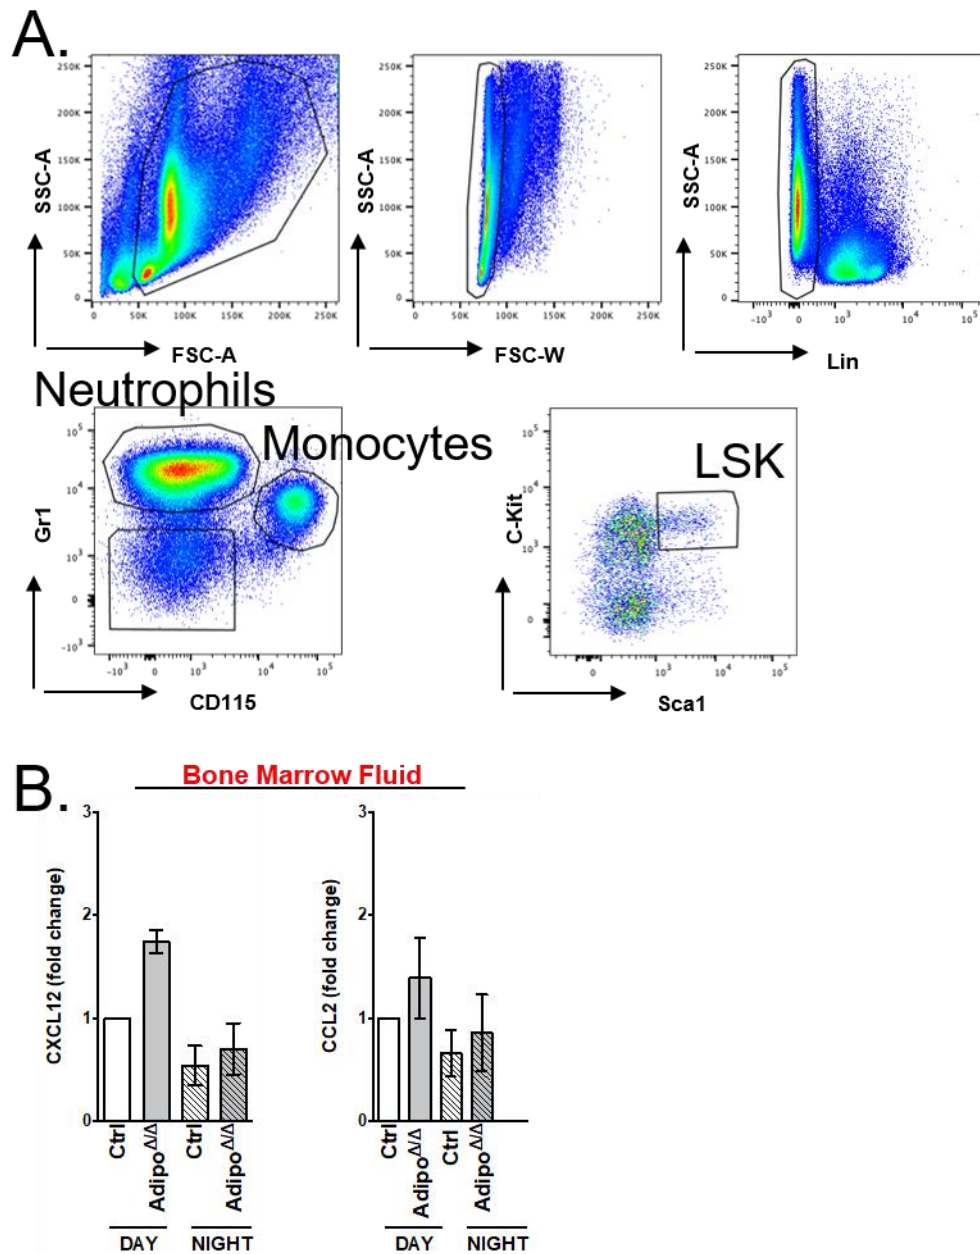 A.
SSC-A
250K
200K
150K
100K
50K
0
0 50K 100K 150K 200K 250K
FSC-A
SSC-A
250K
200K
150K
100K
50K
0
0 50K 100K 150K 200K 250K
FSC-W
SSC-A
250K
200K
150K
100K
50K
0
-10³ 0 10³ 10⁴ 10⁵
Lin
Neutrophils
Monocytes
Gr1
10⁵
10⁴
10³
0
-10³
-10³ 0 10³ 10⁴ 10⁵
CD115
LSK
C-Kit
10⁵
10⁴
10³
0
0 10³ 10⁴ 10⁵
Sca1
B.
Bone Marrow Fluid
CXCL12 (fold change)
3
2
1
0
Ctrl
Adipo^Δ/Δ
Ctrl
Adipo^Δ/Δ
DAY NIGHT
CCL2 (fold change)
3
2
1
0
Ctrl
Adipo^Δ/Δ
Ctrl
Adipo^Δ/Δ
DAY NIGHT